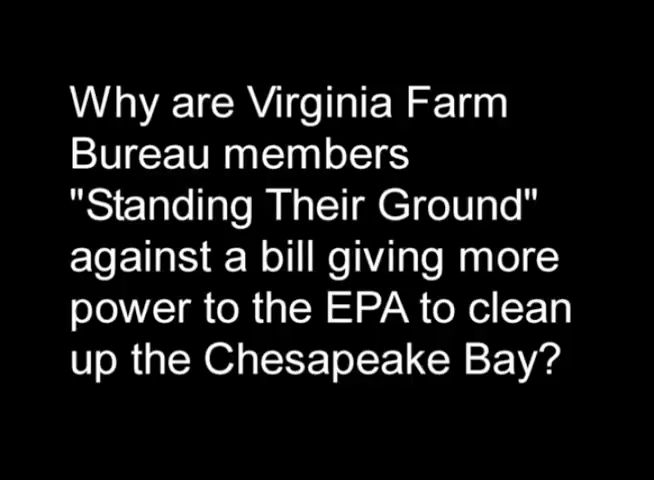 Why are Virginia Farm
Bureau members
"Standing Their Ground"
against a bill giving more
power to the EPA to clean
up the Chesapeake Bay?